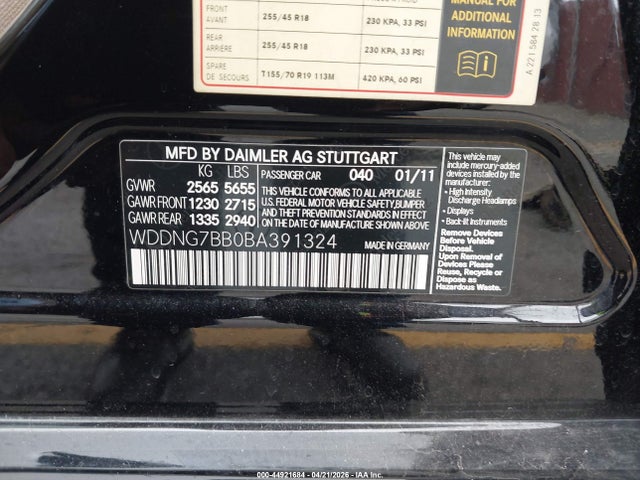 MANUAL FOR
ADDITIONAL
INFORMATION
FRONT
AVANT
255/45 R18
230 KPA, 33 PSI
REAR
ARRIÈRE
255/45 R18
230 KPA, 33 PSI
SPARE
DE SECOURS
T155/70 R19 113M
420 KPA, 60 PSI
A 221 584 28 13
MFD BY DAIMLER AG STUTTGART
KG LBS
PASSENGER CAR 040 01/11
GVWR 2565 5655
GAWR FRONT 1230 2715
GAWR REAR 1335 2940
THIS VEHICLE CONFORMS TO ALL APPLICABLE
U.S. FEDERAL MOTOR VEHICLE SAFETY,BUMPER
AND THEFT PREVENTION STANDARDS IN EFFECT
ON THE DATE OF MANUFACTURE SHOWN ABOVE
WDDNG7BB0BA391324
This vehicle may
include mercury-added
devices installed by
the manufacturer:
- High Intensity
Discharge Headlamps
- Displays
- Back-lit Instruments
Remove Devices
Before Vehicle
Disposal.
Upon Removal
of Devices Please
Reuse, Recycle or
Dispose as
Hazardous Waste.
000-44921684 - 04/21/2026 - IAA Inc.